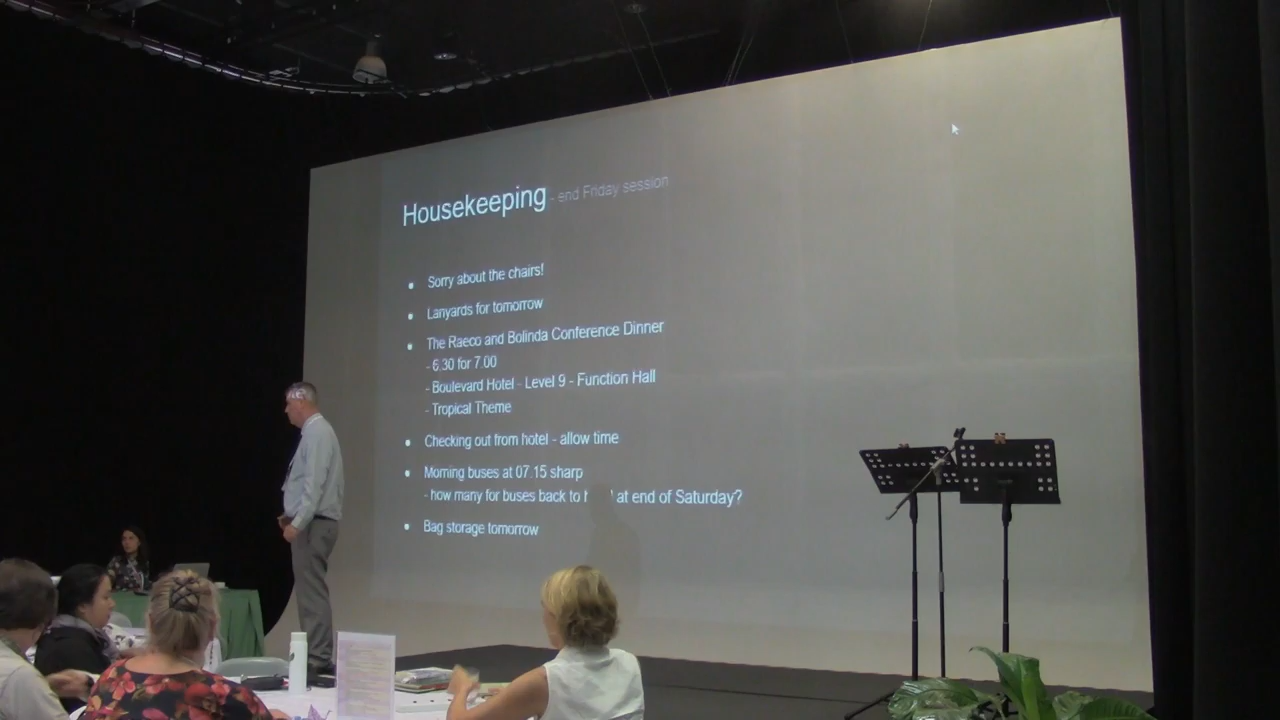 Housekeeping - end Friday session
• Sorry about the chairs!
• Lanyards for tomorrow
• The Raeco and Bolinda Conference Dinner
- 6.30 for 7.00
- Boulevard Hotel - Level 9 - Function Hall
- Tropical Theme
• Checking out from hotel - allow time
• Morning buses at 07.15 sharp
- how many for buses back to at end of Saturday?
• Bag storage tomorrow